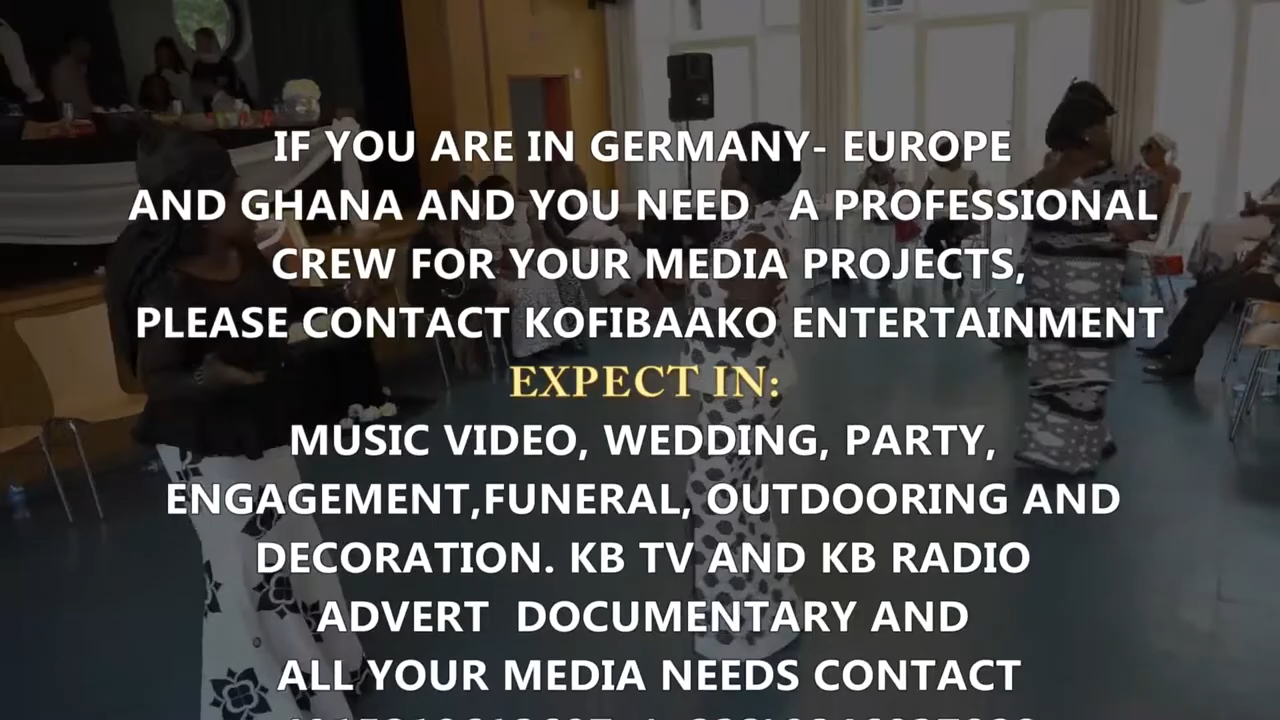 IF YOU ARE IN GERMANY- EUROPE
AND GHANA AND YOU NEED A PROFESSIONAL
CREW FOR YOUR MEDIA PROJECTS,
PLEASE CONTACT KOFIBAAKO ENTERTAINMENT
EXPECT IN:
MUSIC VIDEO, WEDDING, PARTY,
ENGAGEMENT,FUNERAL, OUTDOORING AND
DECORATION. KB TV AND KB RADIO
ADVERT DOCUMENTARY AND
ALL YOUR MEDIA NEEDS CONTACT